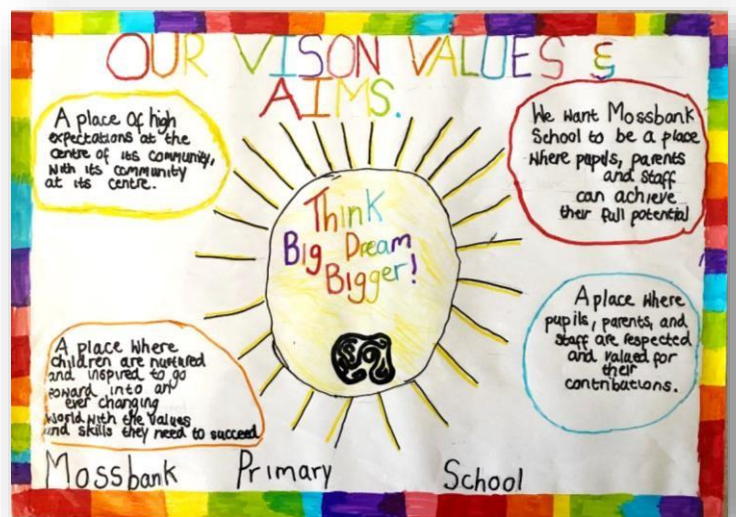 OUR VISON VALUES &
AIMS.
A place of high
expectations at the
centre of its community,
with its community
at its centre.
We want Mossbank
School to be a place
where pupils, parents
and staff
can achieve
their full potential
Think
Big Dream
Bigger!
A place where
children are nurtured
and inspired to go
forward into an
ever changing
world with the values
and skills they need to succeed
A place where
pupils, parents, and
staff are respected
and valued for
their
contributions.
Mossbank Primary School